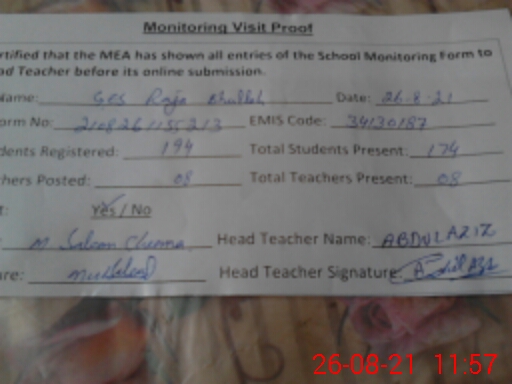 Monitoring Visit Proof
rtified that the MEA has shown all entries of the School Monitoring Form to
ad Teacher before its online submission.
Name: GES Raja Bhullah Date: 26-8-21
orm No: EMIS Code: 34130187
dents Registered: 194 Total Students Present: 174
hers Posted: 08 Total Teachers Present: 08
t: Yes / No
M Head Teacher Name: ABDUL AZIZ
re: Head Teacher Signature:
26-08-21 11:57